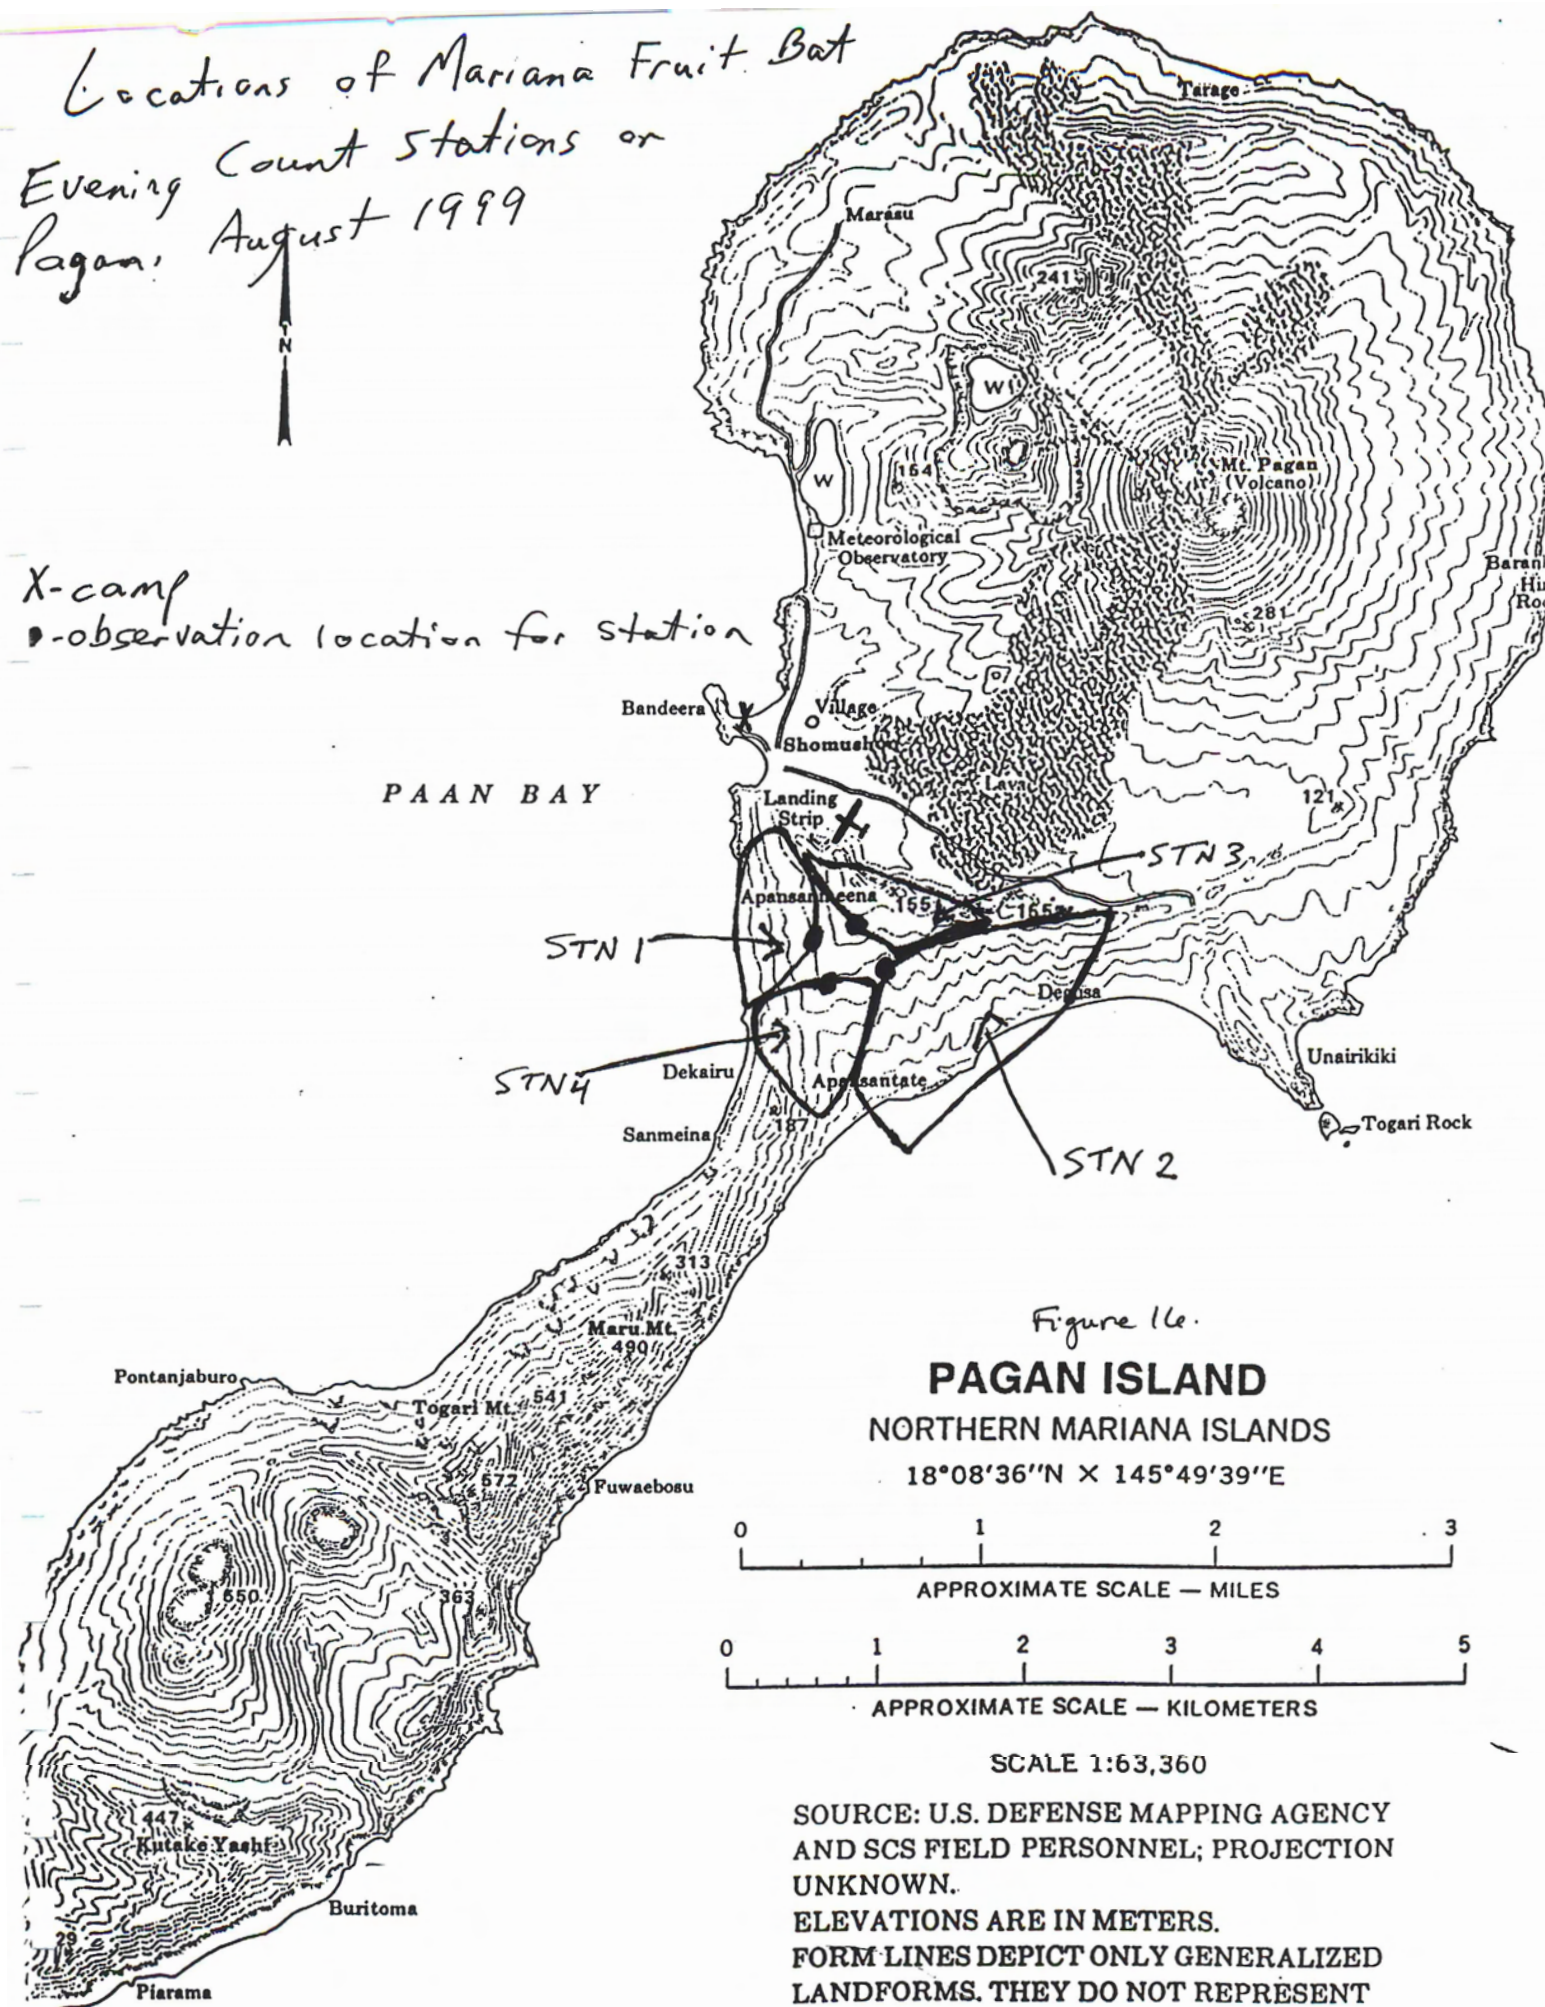 Locations of Mariana Fruit Bat
Evening Count Stations on
Pagan. August 1999
N
X-camp
•-observation location for station
Tarage
Marasu
241
W
W
164
Mt. Pagan
(Volcano)
Meteorological
Observatory
281
Bandeera
X
Village
Shomushon
PAAN BAY
Lava
Landing
Strip
121
STN 3
Apansanmeena
155
165
STN 1
Degusa
STN 4
Dekairu
Apansantate
Unairikiki
187
Sanmeina
Togari Rock
STN 2
313
Maru Mt.
490
Pontanjaburo
541
Togari Mt.
572
Fuwaebosu
550
363
447
Kutake Yashi
Buritoma
29
Piarama
Figure 16.
PAGAN ISLAND
NORTHERN MARIANA ISLANDS
18°08'36"N X 145°49'39"E
0 1 2 3
APPROXIMATE SCALE — MILES
0 1 2 3 4 5
APPROXIMATE SCALE — KILOMETERS
SCALE 1:63,360
SOURCE: U.S. DEFENSE MAPPING AGENCY
AND SCS FIELD PERSONNEL; PROJECTION
UNKNOWN.
ELEVATIONS ARE IN METERS.
FORM LINES DEPICT ONLY GENERALIZED
LANDFORMS. THEY DO NOT REPRESENT